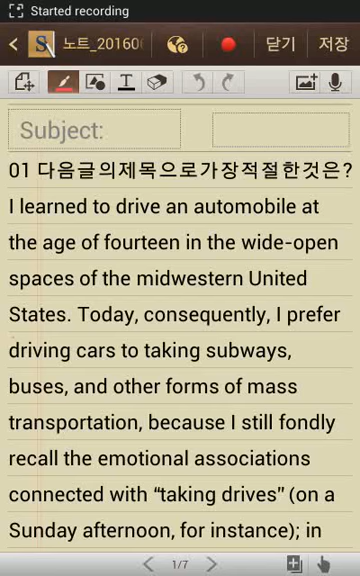 Started recording
노트_20160
닫기
저장
Subject:
01 다음글의제목으로가장적절한것은?
I learned to drive an automobile at
the age of fourteen in the wide-open
spaces of the midwestern United
States. Today, consequently, I prefer
driving cars to taking subways,
buses, and other forms of mass
transportation, because I still fondly
recall the emotional associations
connected with “taking drives” (on a
Sunday afternoon, for instance); in
1/7